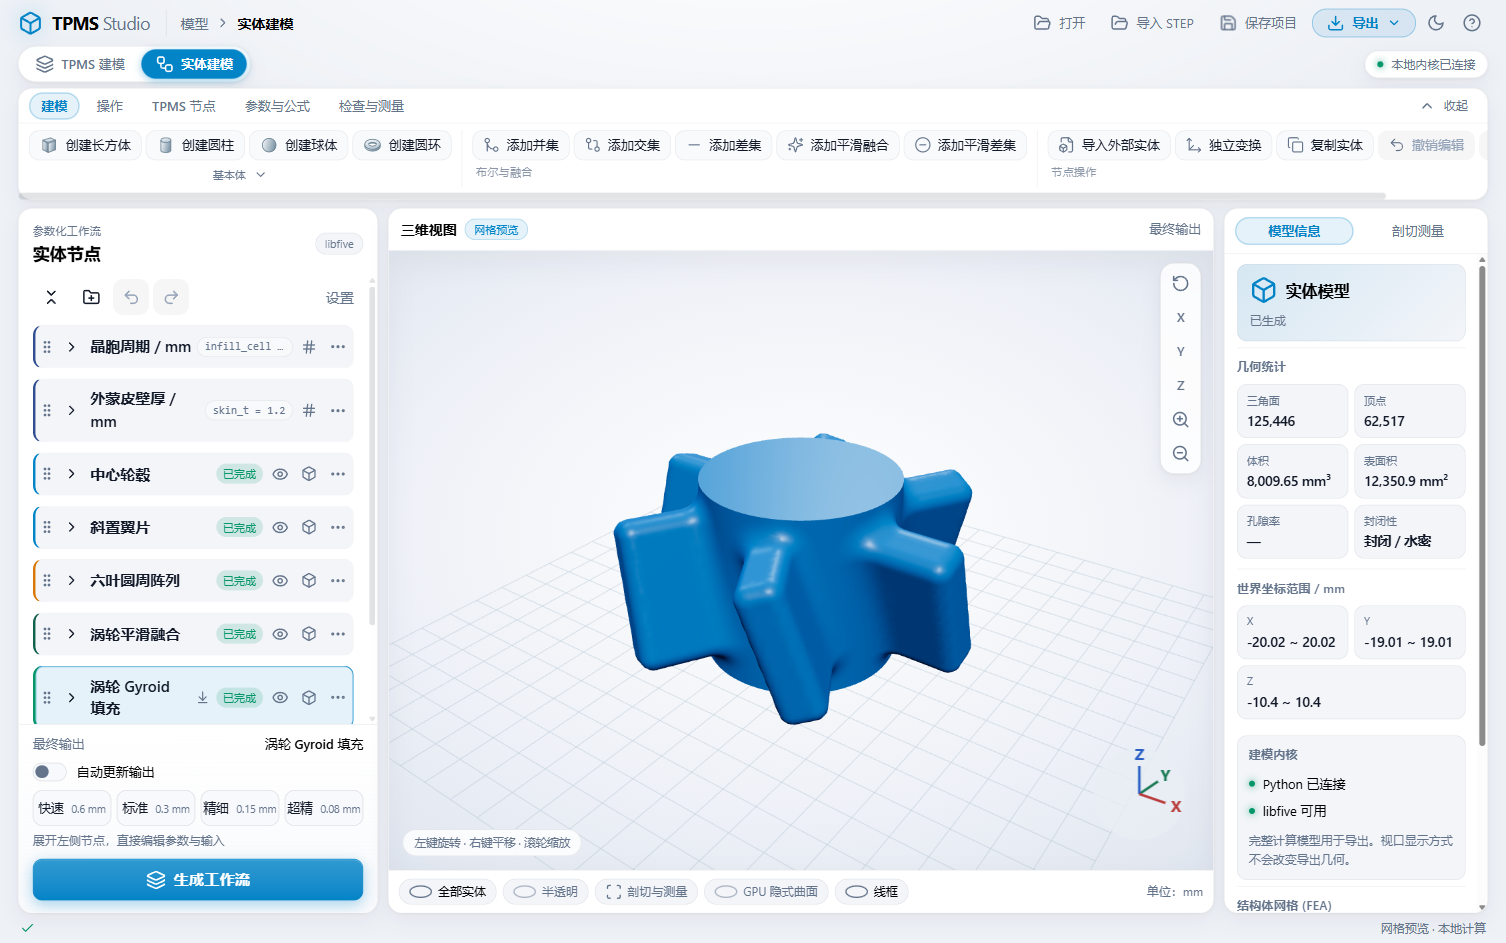 TPMS Studio
模型 > 实体建模
打开
导入 STEP
保存项目
导出
TPMS 建模
实体建模
本地内核已连接
建模
操作
TPMS 节点
参数与公式
检查与测量
收起
创建长方体
创建圆柱
创建球体
创建圆环
添加并集
添加交集
添加差集
添加平滑融合
添加平滑差集
导入外部实体
独立变换
复制实体
撤销编辑
基本体
布尔与融合
节点操作
参数化工作流
实体节点
libfive
设置
晶胞周期 / mm
infill_cell …
外蒙皮壁厚 /
mm
skin_t = 1.2
中心轮毂
已完成
斜置翼片
已完成
六叶圆周阵列
已完成
涡轮平滑融合
已完成
涡轮 Gyroid
填充
已完成
最终输出
涡轮 Gyroid 填充
自动更新输出
快速 0.6 mm
标准 0.3 mm
精细 0.15 mm
超精 0.08 mm
展开左侧节点，直接编辑参数与输入
生成工作流
三维视图
网格预览
最终输出
X
Y
Z
Z
Y
X
左键旋转 · 右键平移 · 滚轮缩放
全部实体
半透明
剖切与测量
GPU 隐式曲面
线框
单位：mm
模型信息
剖切测量
实体模型
已生成
几何统计
三角面
125,446
顶点
62,517
体积
8,009.65 mm³
表面积
12,350.9 mm²
孔隙率
—
封闭性
封闭 / 水密
世界坐标范围 / mm
X
-20.02 ~ 20.02
Y
-19.01 ~ 19.01
Z
-10.4 ~ 10.4
建模内核
Python 已连接
libfive 可用
完整计算模型用于导出。视口显示方式
不会改变导出几何。
结构体网格 (FEA)
网格预览 · 本地计算